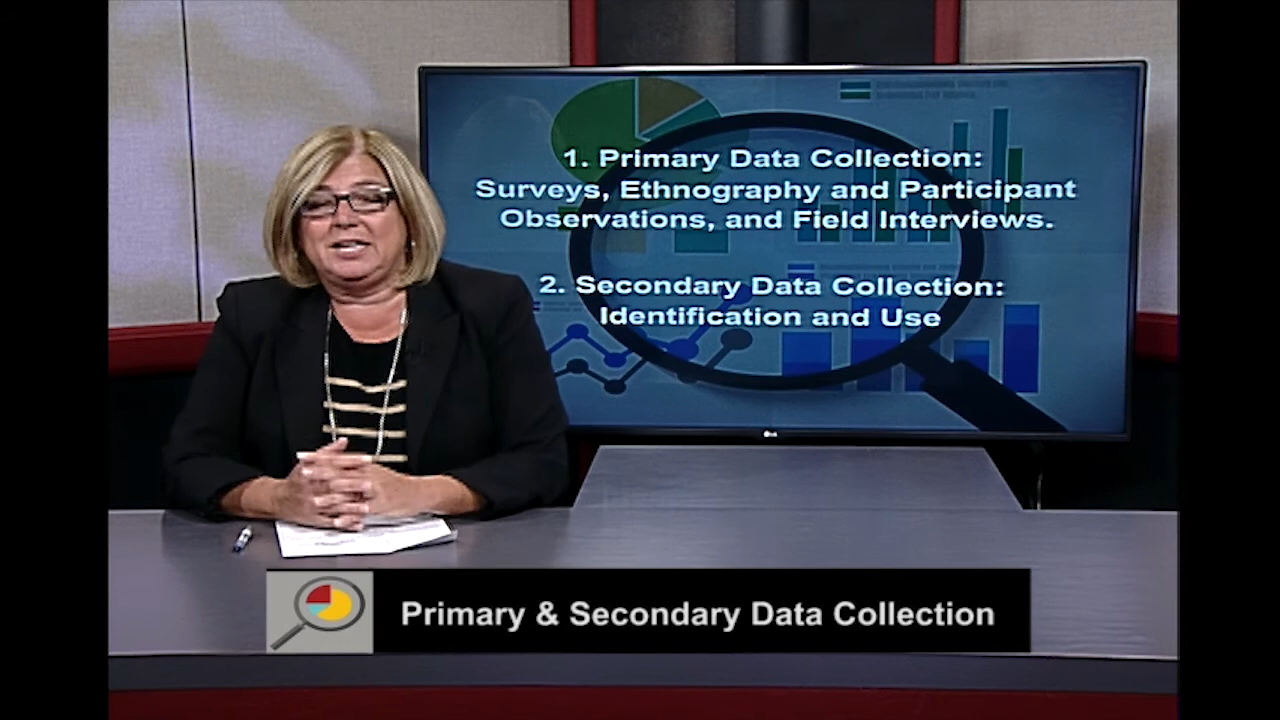 1. Primary Data Collection:
Surveys, Ethnography and Participant
Observations, and Field Interviews.
2. Secondary Data Collection:
Identification and Use
LG
Primary & Secondary Data Collection